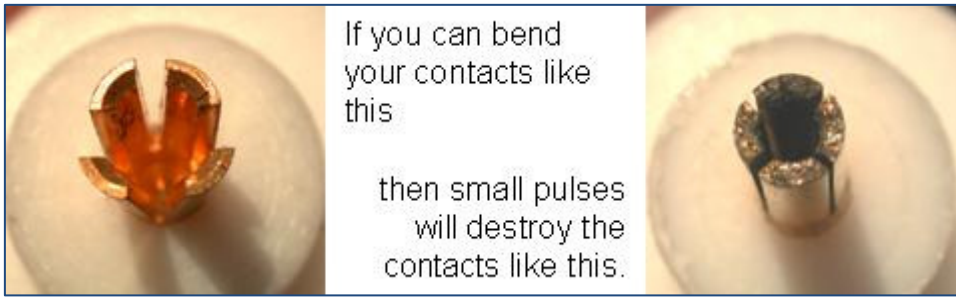 If you can bend
your contacts like
this
then small pulses
will destroy the
contacts like this.